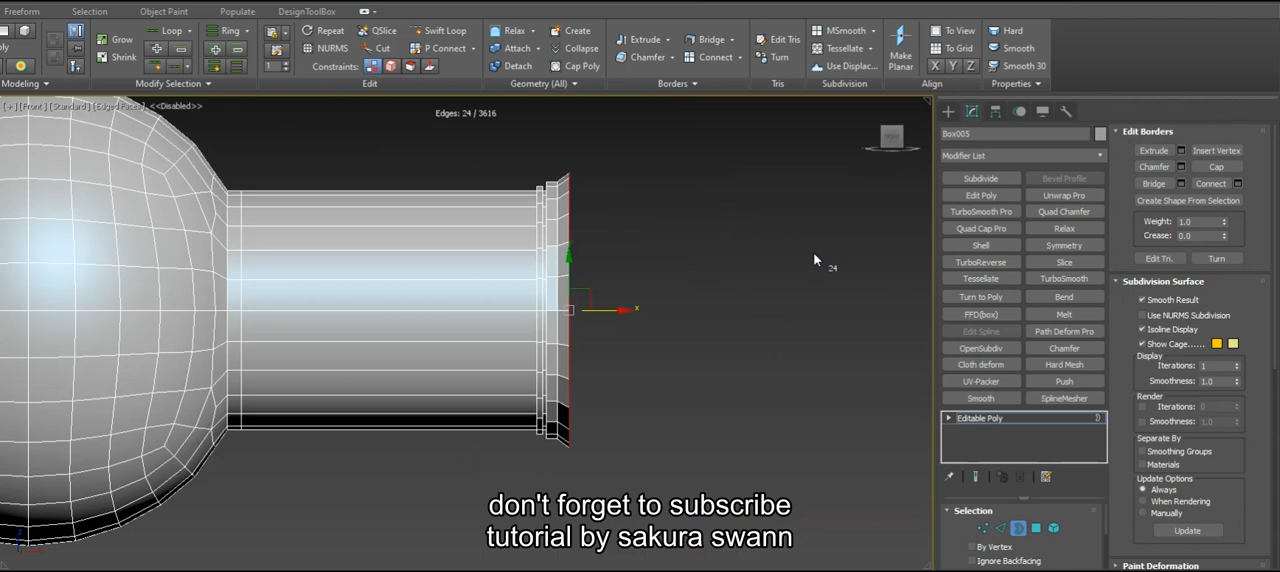 Freeform Selection Object Paint Populate DesignToolBox
Loop Ring Repeat QSlice Swift Loop Relax Create MSmooth To View Hard
Grow NURMS Cut P Connect Attach Collapse Extrude Bridge Edit Tris Tessellate To Grid Smooth
Shrink 1 Constraints: Detach Cap Poly Chamfer Connect Turn Use Displac... Make Planar X Y Z Smooth 30
Modeling Modify Selection Edit Geometry (All) Borders Tris Subdivision Align Properties
[+] [Front] [Standard] [Edged Faces] <<Disabled>>
Edges: 24 / 3616
FRONT
24
x
Box005
Modifier List
Subdivide Bevel Profile
Edit Poly Unwrap Pro
TurboSmooth Pro Quad Chamfer
Quad Cap Pro Relax
Shell Symmetry
TurboReverse Slice
Tessellate TurboSmooth
Turn to Poly Bend
FFD(box) Melt
Edit Spline Path Deform Pro
OpenSubdiv Chamfer
Cloth deform Hard Mesh
UV-Packer Push
Smooth SplineMesher
Editable Poly
Selection
By Vertex
Ignore Backfacing
Edit Borders
Extrude Insert Vertex
Chamfer Cap
Bridge Connect
Create Shape From Selection
Weight: 1.0
Crease: 0.0
Edit Tri. Turn
Subdivision Surface
Smooth Result
Use NURMS Subdivision
Isoline Display
Show Cage......
Display
Iterations: 1
Smoothness: 1.0
Render
Iterations: 0
Smoothness: 1.0
Separate By
Smoothing Groups
Materials
Update Options
Always
When Rendering
Manually
Update
Paint Deformation
don't forget to subscribe
tutorial by sakura swann